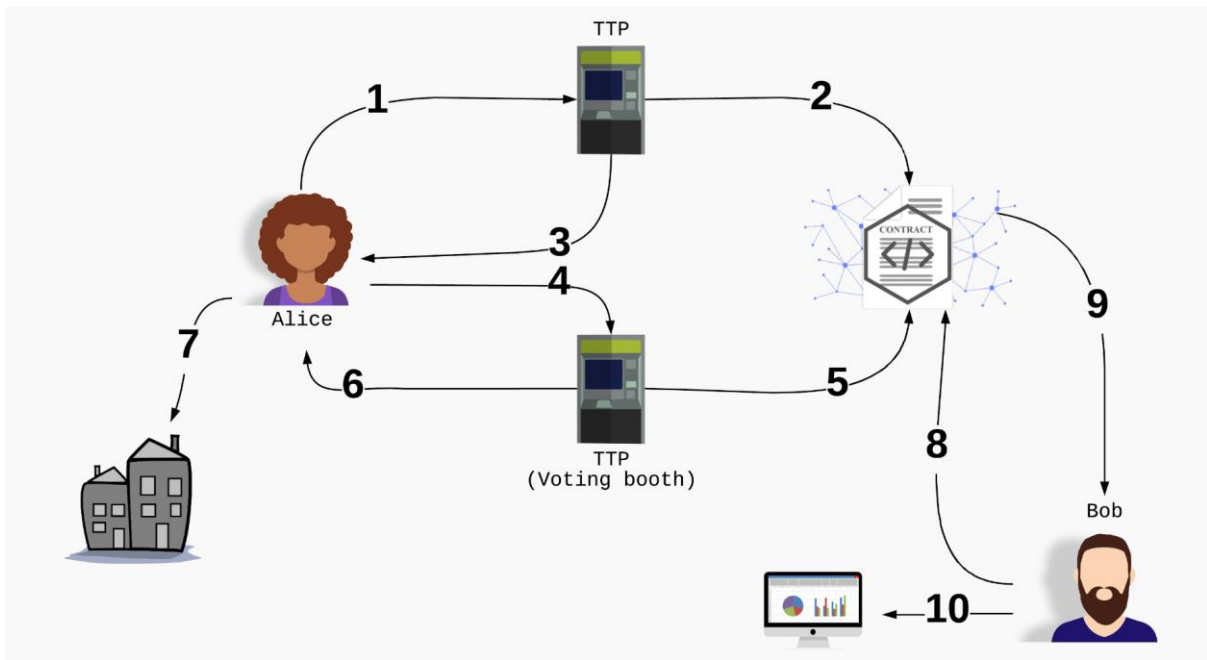 TTP
1
2
CONTRACT
</>
3
4
Alice
9
7
6
5
TTP
(Voting booth)
8
Bob
10